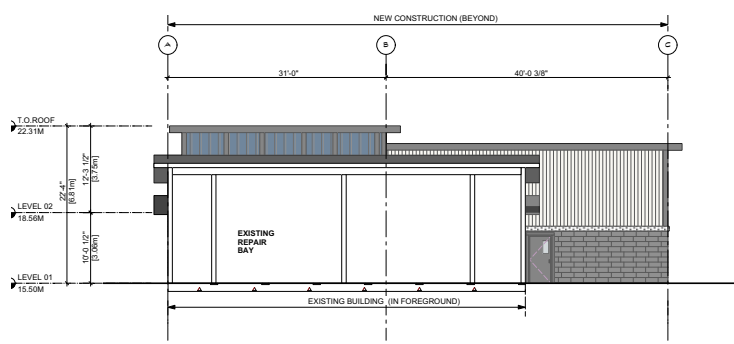 NEW CONSTRUCTION (BEYOND)
A
B
C
31'-0"
40'-0 3/8"
T.O.ROOF
22.31M
12'-3 1/2"
[3.75m]
22'-4"
[6.81m]
LEVEL 02
18.56M
10'-0 1/2"
[3.06m]
EXISTING
REPAIR
BAY
LEVEL 01
15.50M
EXISTING BUILDING (IN FOREGROUND)